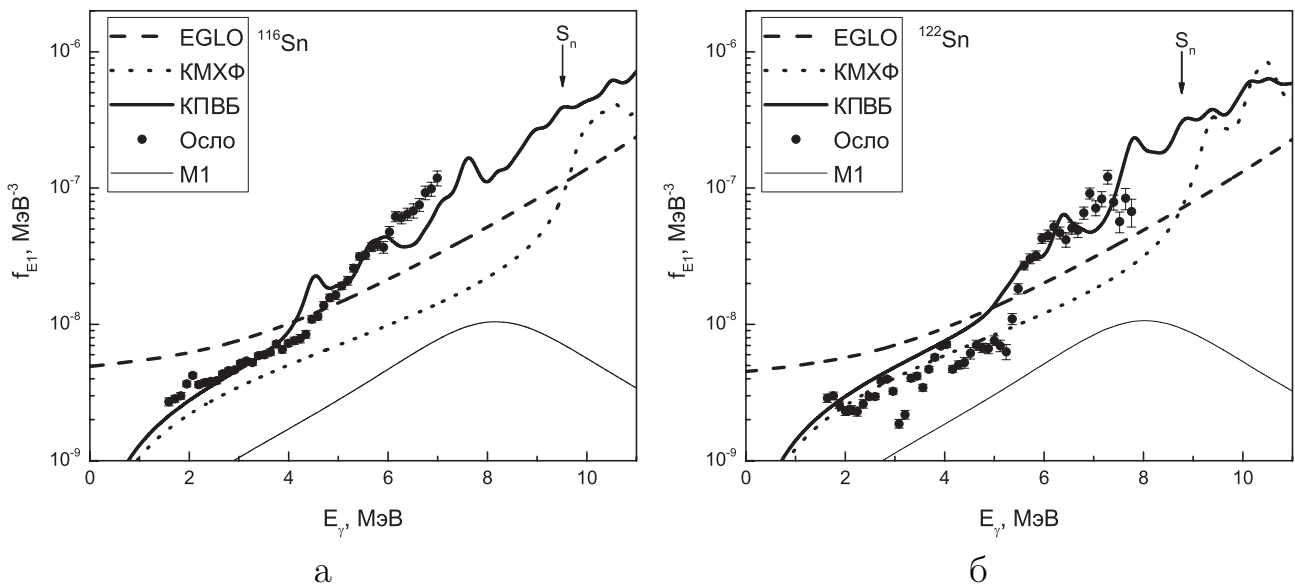 EGLO
КМХФ
КПВБ
Осло
M1
¹¹⁶Sn
Sₙ
10⁻⁶
10⁻⁷
10⁻⁸
10⁻⁹
f_E1, МэВ⁻³
0 2 4 6 8 10
E_γ, МэВ
а
EGLO
КМХФ
КПВБ
Осло
M1
¹²²Sn
Sₙ
10⁻⁶
10⁻⁷
10⁻⁸
10⁻⁹
f_E1, МэВ⁻³
0 2 4 6 8 10
E_γ, МэВ
б